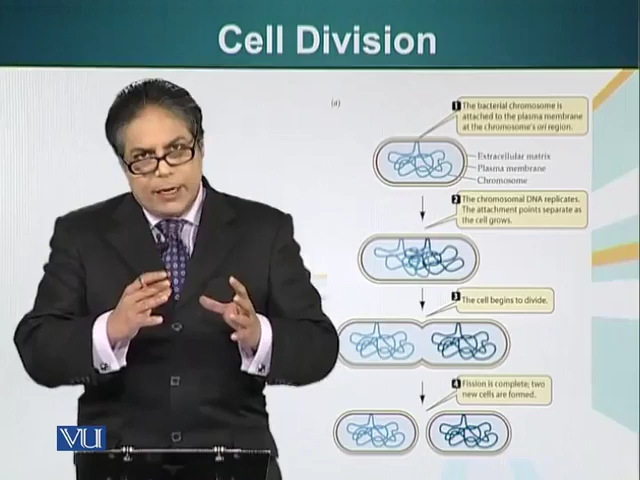 Cell Division
(a)
1 The bacterial chromosome is
attached to the plasma membrane
at the chromosome's ori region.
Extracellular matrix
Plasma membrane
Chromosome
2 The chromosomal DNA replicates.
The attachment points separate as
the cell grows.
3 The cell begins to divide.
4 Fission is complete; two
new cells are formed.
VU